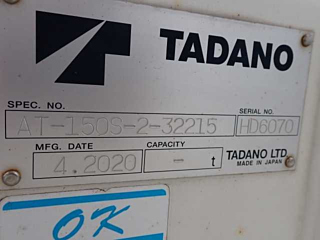 TADANO
SPEC. NO.
SERIAL NO.
AT-150S-2-32215
HD6070
MFG. DATE
CAPACITY
4.2020
— t
TADANO LTD.
MADE IN JAPAN
OK